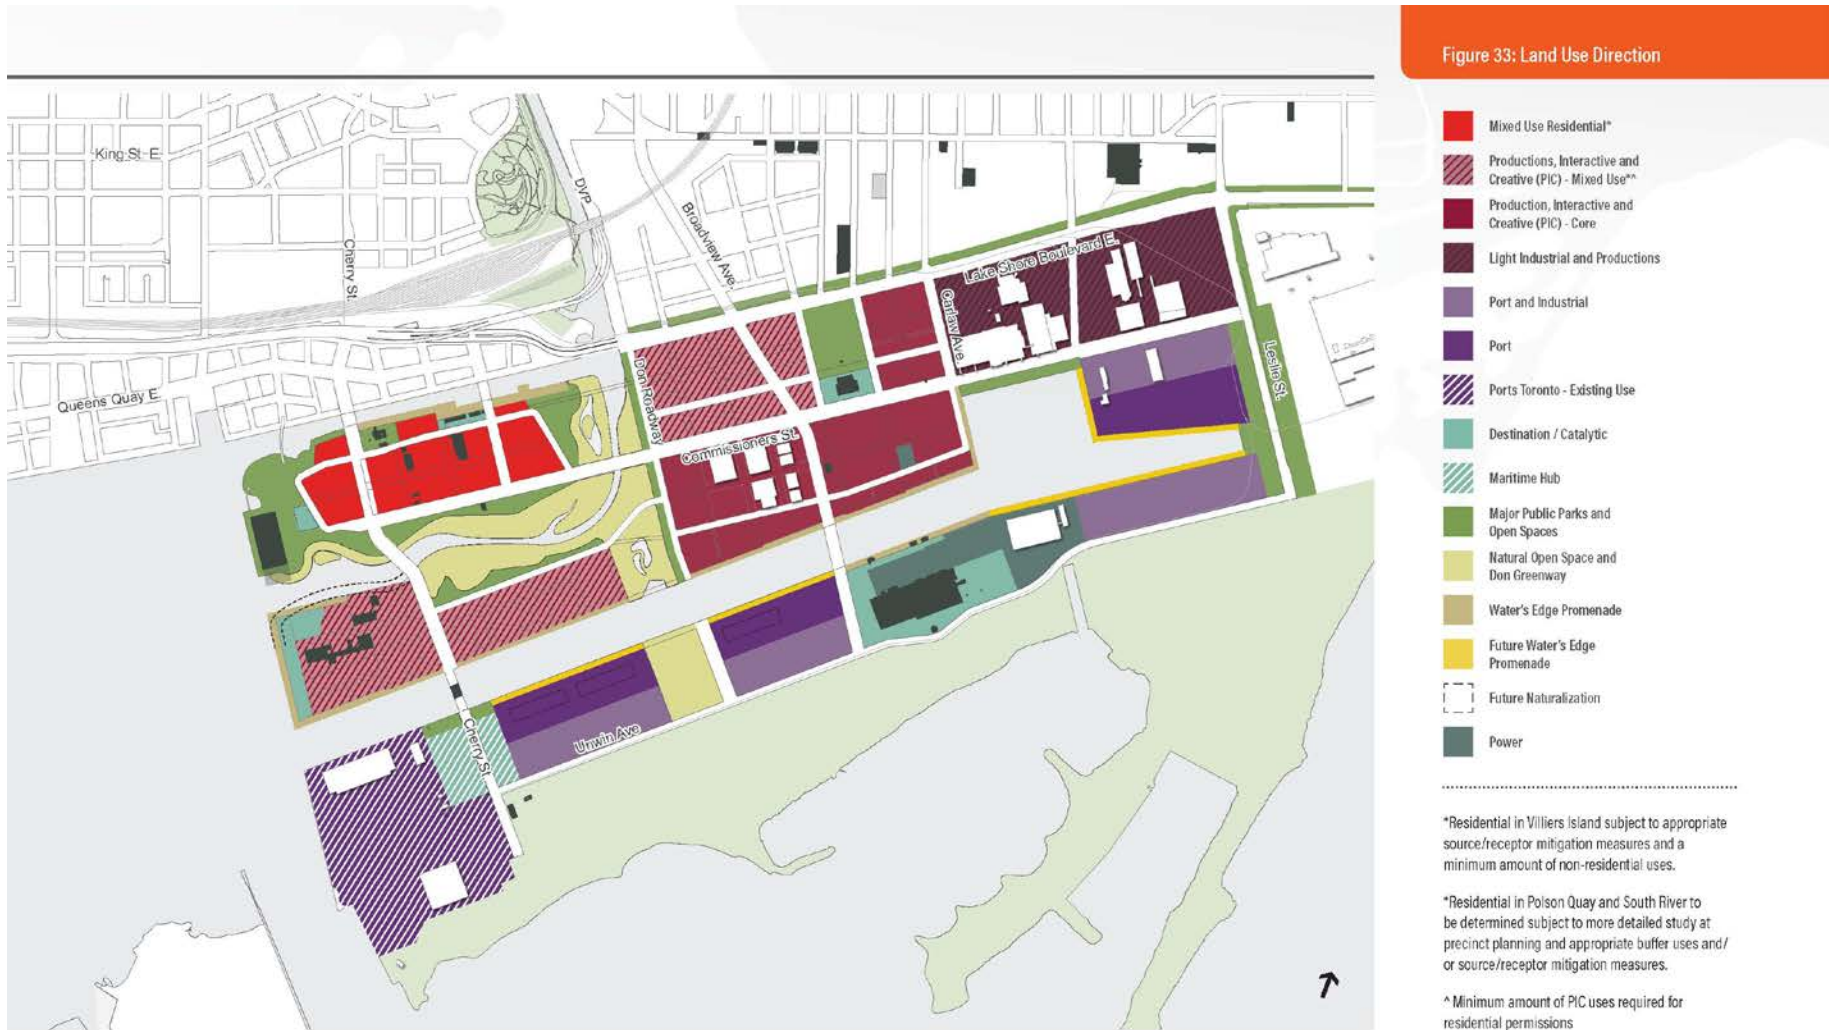 Figure 33: Land Use Direction
Mixed Use Residential*
Productions, Interactive and
Creative (PIC) - Mixed Use*^
Production, Interactive and
Creative (PIC) - Core
Light Industrial and Productions
Port and Industrial
Port
Ports Toronto - Existing Use
Destination / Catalytic
Maritime Hub
Major Public Parks and
Open Spaces
Natural Open Space and
Don Greenway
Water's Edge Promenade
Future Water's Edge
Promenade
Future Naturalization
Power
*Residential in Villiers Island subject to appropriate
source/receptor mitigation measures and a
minimum amount of non-residential uses.
*Residential in Polson Quay and South River to
be determined subject to more detailed study at
precinct planning and appropriate buffer uses and/
or source/receptor mitigation measures.
^ Minimum amount of PIC uses required for
residential permissions
King St. E.
DVP
Broadview Ave.
Cherry St.
Lake Shore Boulevard E.
Carlaw Ave.
Leslie St.
Don Roadway
Queens Quay E.
Commissioners St.
Cherry St.
Unwin Ave